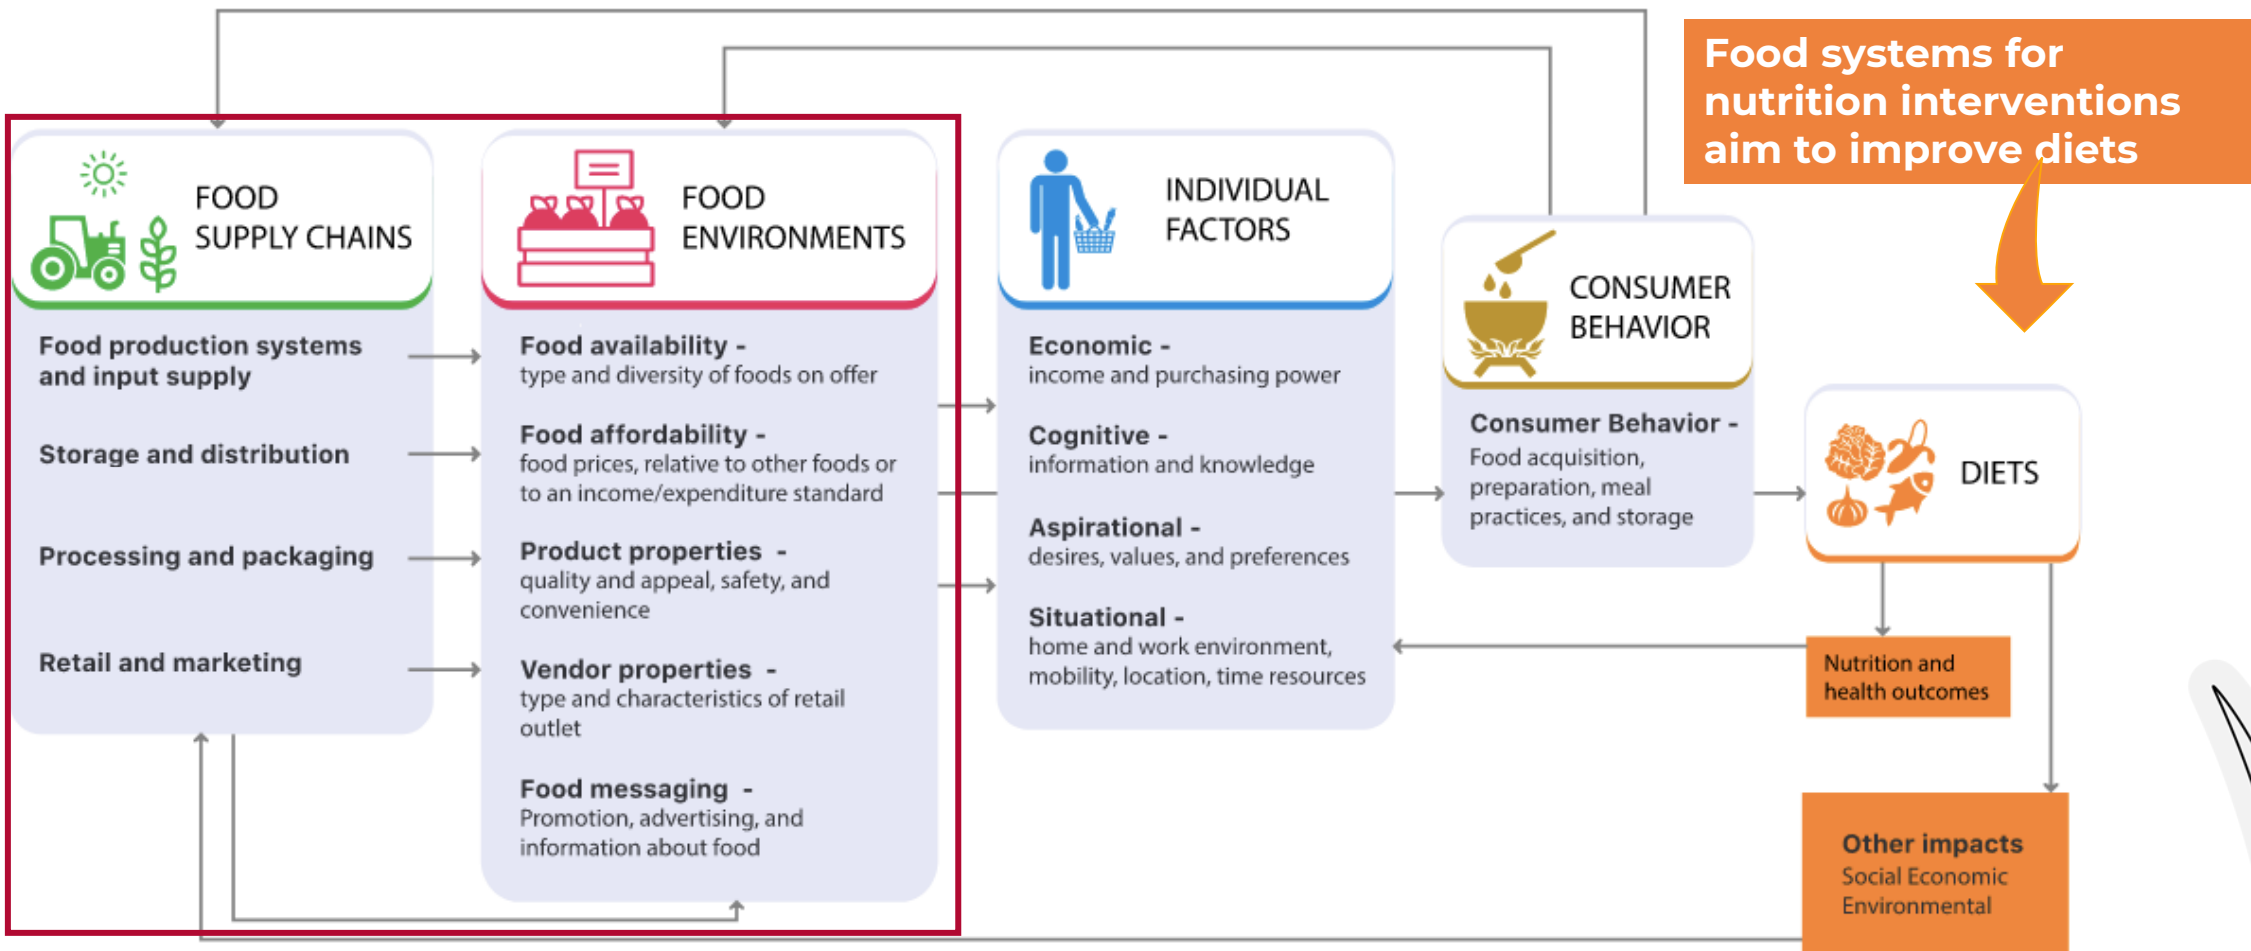 Food systems for
nutrition interventions
aim to improve diets
FOOD
SUPPLY CHAINS
Food production systems
and input supply
Storage and distribution
Processing and packaging
Retail and marketing
FOOD
ENVIRONMENTS
Food availability -
type and diversity of foods on offer
Food affordability -
food prices, relative to other foods or
to an income/expenditure standard
Product properties -
quality and appeal, safety, and
convenience
Vendor properties -
type and characteristics of retail
outlet
Food messaging -
Promotion, advertising, and
information about food
INDIVIDUAL
FACTORS
Economic -
income and purchasing power
Cognitive -
information and knowledge
Aspirational -
desires, values, and preferences
Situational -
home and work environment,
mobility, location, time resources
CONSUMER
BEHAVIOR
Consumer Behavior -
Food acquisition,
preparation, meal
practices, and storage
DIETS
Nutrition and
health outcomes
Other impacts
Social Economic
Environmental